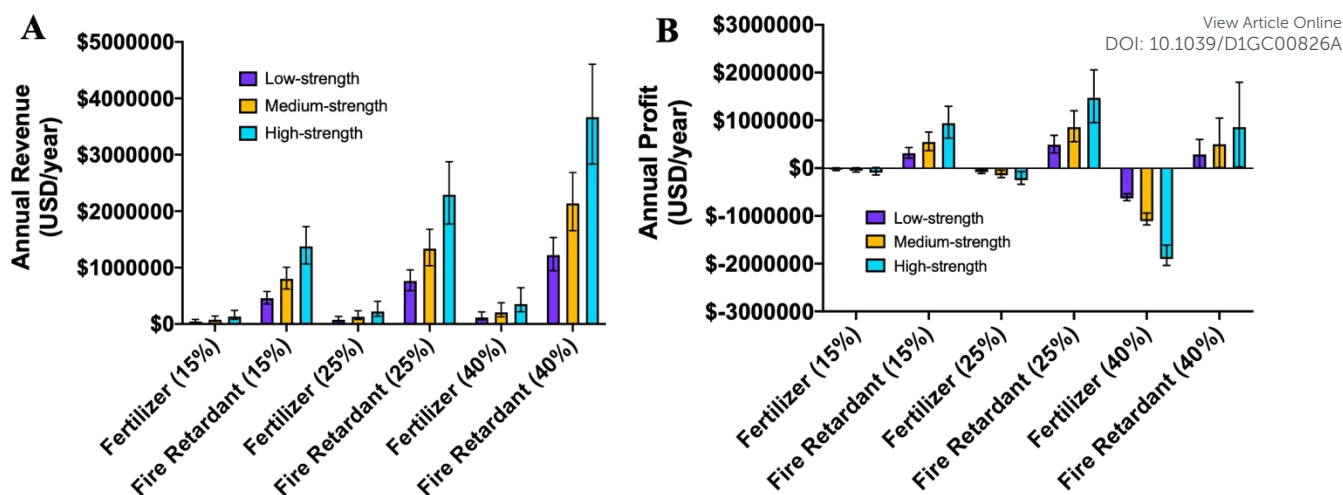 A
Annual Revenue
(USD/year)
$5000000
$4000000
$3000000
$2000000
$1000000
$0
Low-strength
Medium-strength
High-strength
Fertilizer (15%)
Fire Retardant (15%)
Fertilizer (25%)
Fire Retardant (25%)
Fertilizer (40%)
Fire Retardant (40%)
B
View Article Online
DOI: 10.1039/D1GC00826A
Annual Profit
(USD/year)
$3000000
$2000000
$1000000
$0
$-1000000
$-2000000
$-3000000
Low-strength
Medium-strength
High-strength
Fertilizer (15%)
Fire Retardant (15%)
Fertilizer (25%)
Fire Retardant (25%)
Fertilizer (40%)
Fire Retardant (40%)